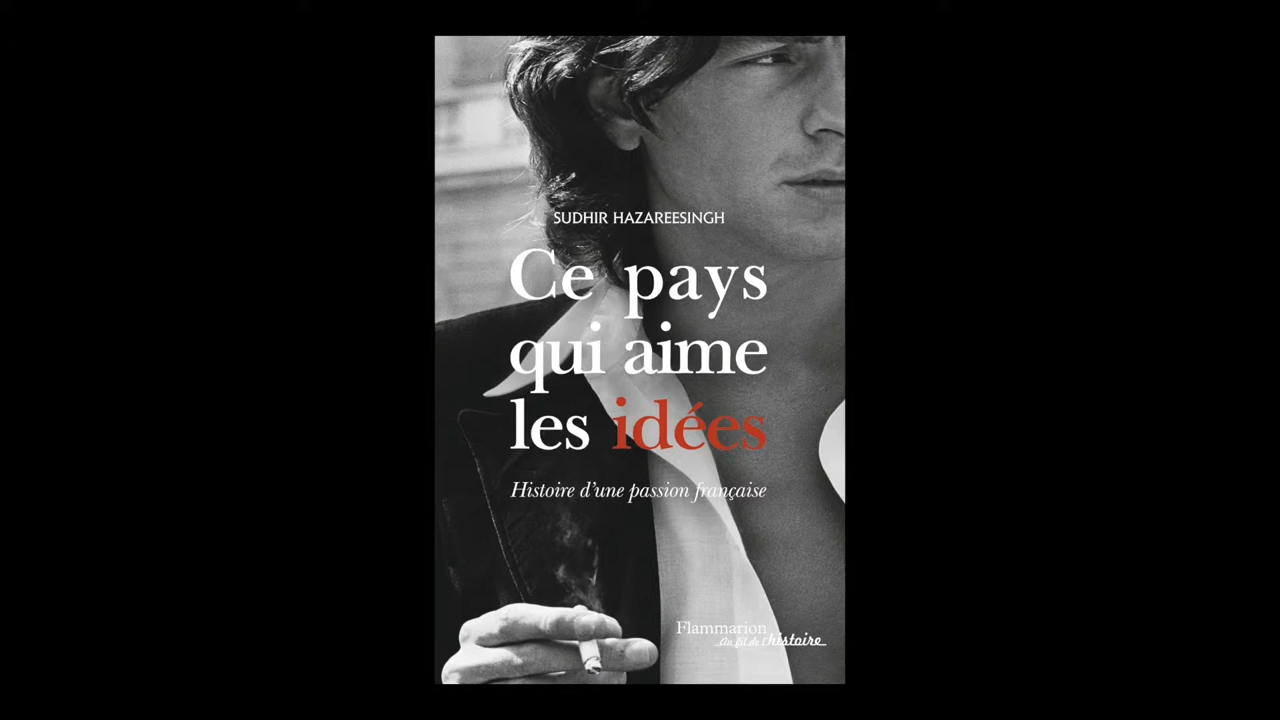 SUDHIR HAZAREESINGH
Ce pays
qui aime
les idées
Histoire d'une passion française
Flammarion
Au fil de l'histoire